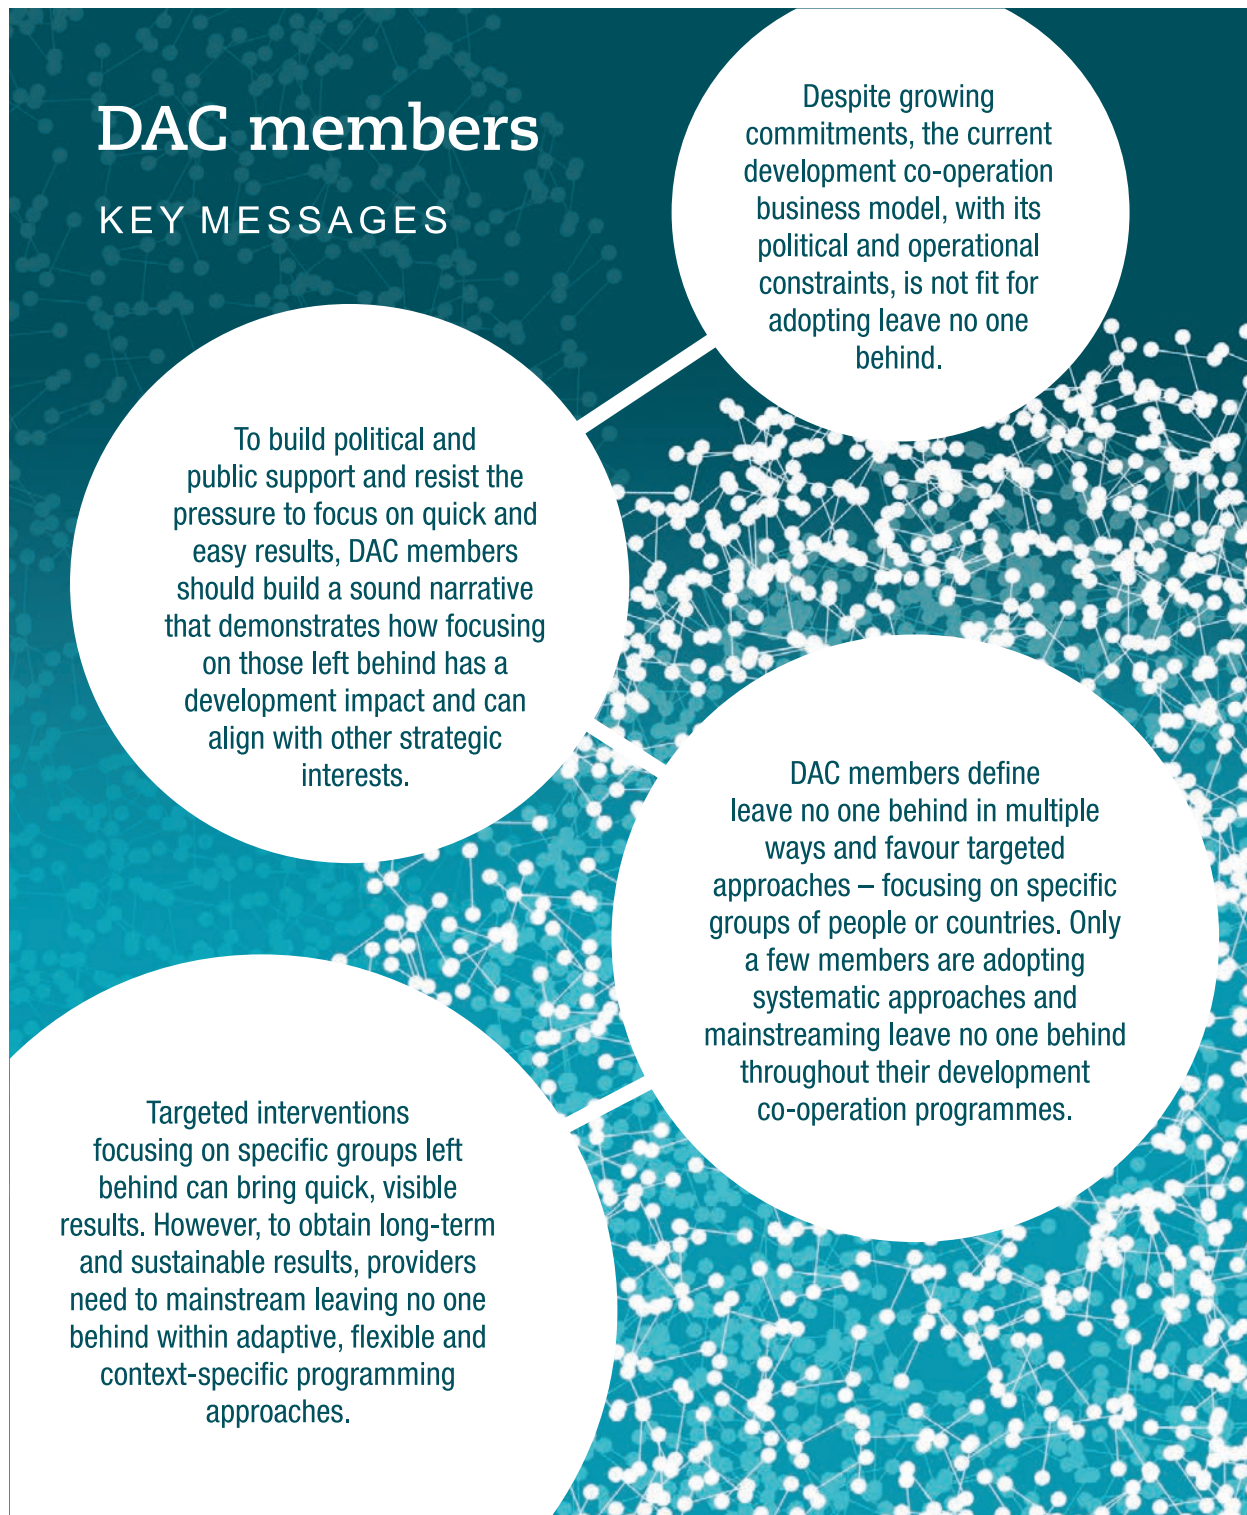 DAC members
KEY MESSAGES
Despite growing
commitments, the current
development co-operation
business model, with its
political and operational
constraints, is not fit for
adopting leave no one
behind.
To build political and
public support and resist the
pressure to focus on quick and
easy results, DAC members
should build a sound narrative
that demonstrates how focusing
on those left behind has a
development impact and can
align with other strategic
interests.
DAC members define
leave no one behind in multiple
ways and favour targeted
approaches – focusing on specific
groups of people or countries. Only
a few members are adopting
systematic approaches and
mainstreaming leave no one behind
throughout their development
co-operation programmes.
Targeted interventions
focusing on specific groups left
behind can bring quick, visible
results. However, to obtain long-term
and sustainable results, providers
need to mainstream leaving no one
behind within adaptive, flexible and
context-specific programming
approaches.